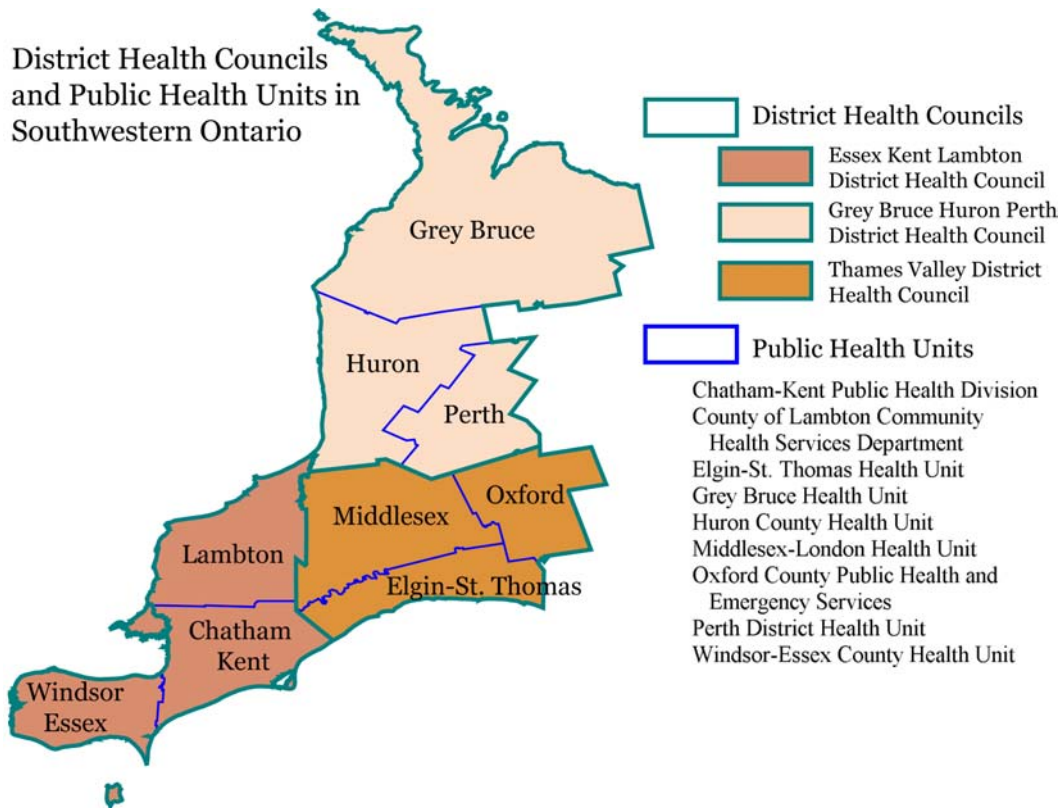 District Health Councils
and Public Health Units in
Southwestern Ontario
Grey Bruce
Huron
Perth
Oxford
Middlesex
Lambton
Elgin-St. Thomas
Chatham
Kent
Windsor
Essex
District Health Councils
Essex Kent Lambton
District Health Council
Grey Bruce Huron Perth
District Health Council
Thames Valley District
Health Council
Public Health Units
Chatham-Kent Public Health Division
County of Lambton Community
Health Services Department
Elgin-St. Thomas Health Unit
Grey Bruce Health Unit
Huron County Health Unit
Middlesex-London Health Unit
Oxford County Public Health and
Emergency Services
Perth District Health Unit
Windsor-Essex County Health Unit